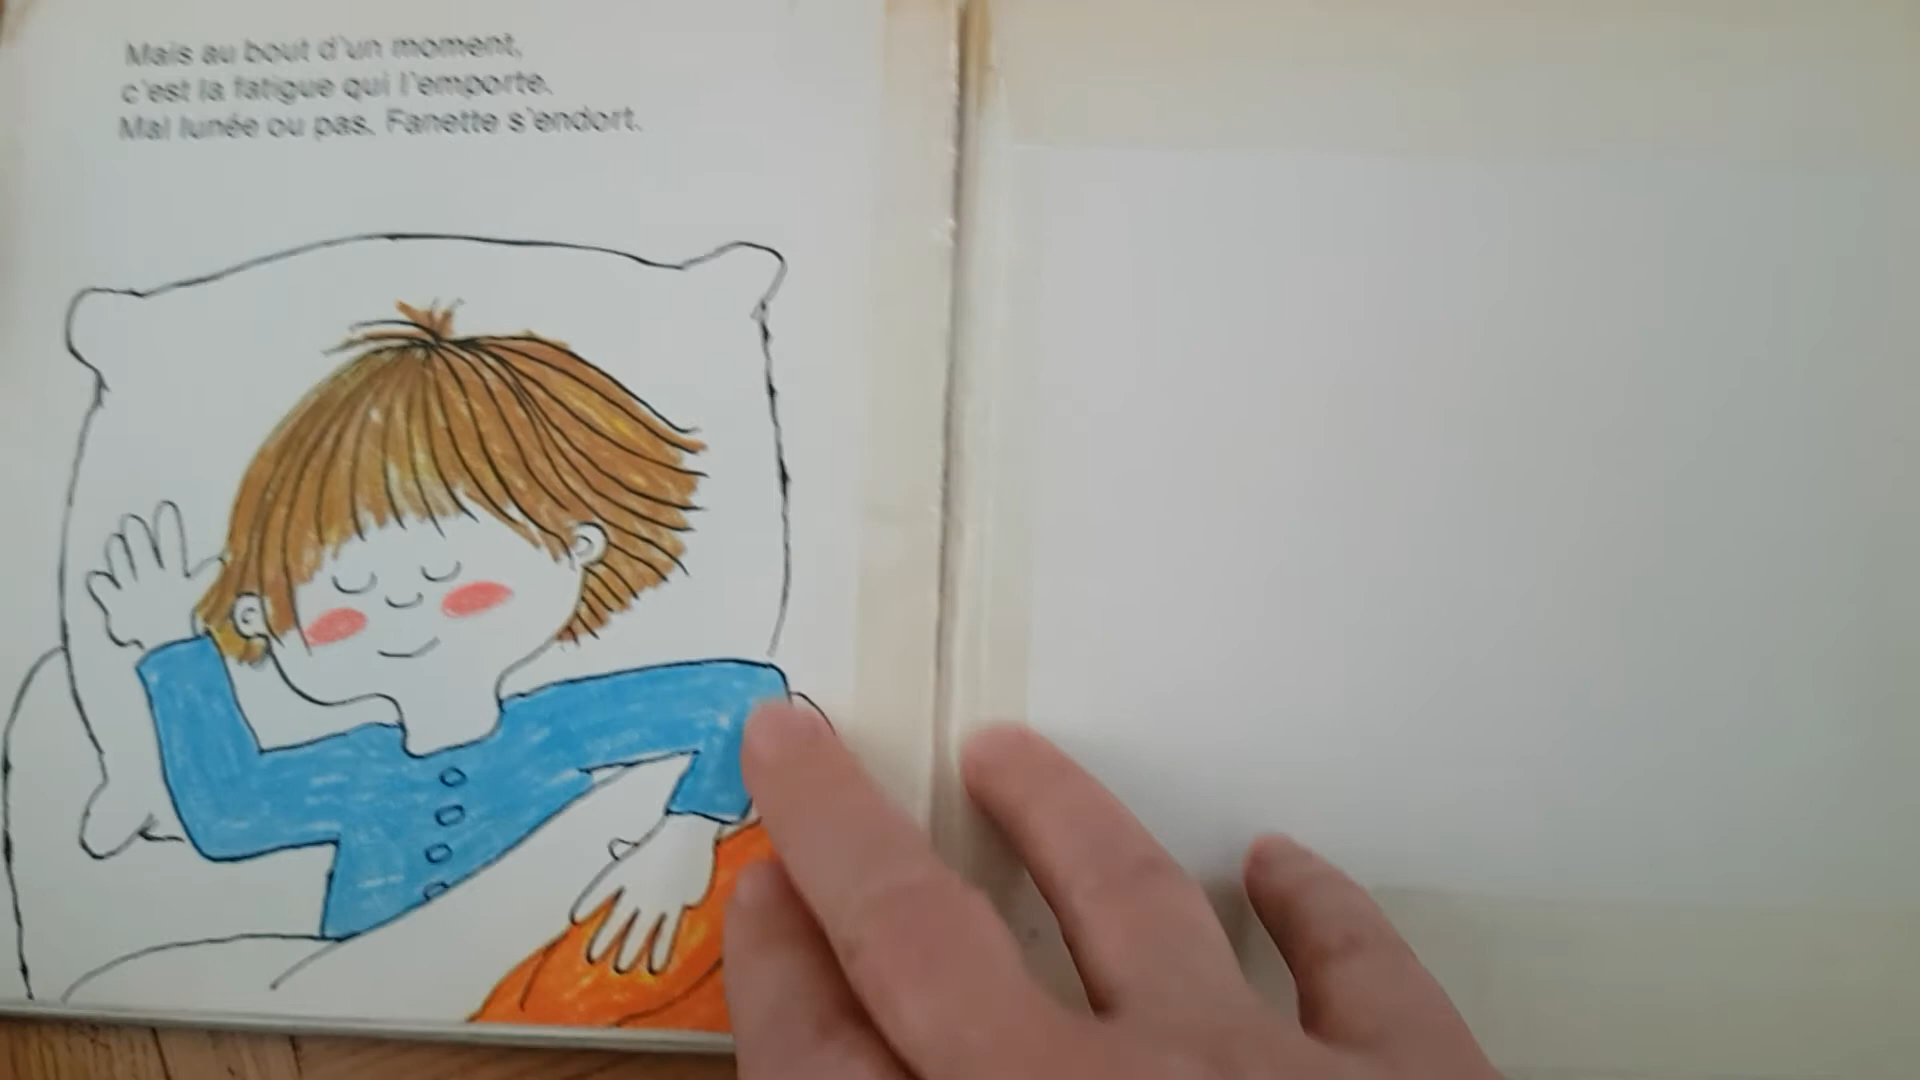 Mais au bout d'un moment,
c'est la fatigue qui l'emporte.
Mal lunée ou pas, Fanette s'endort.